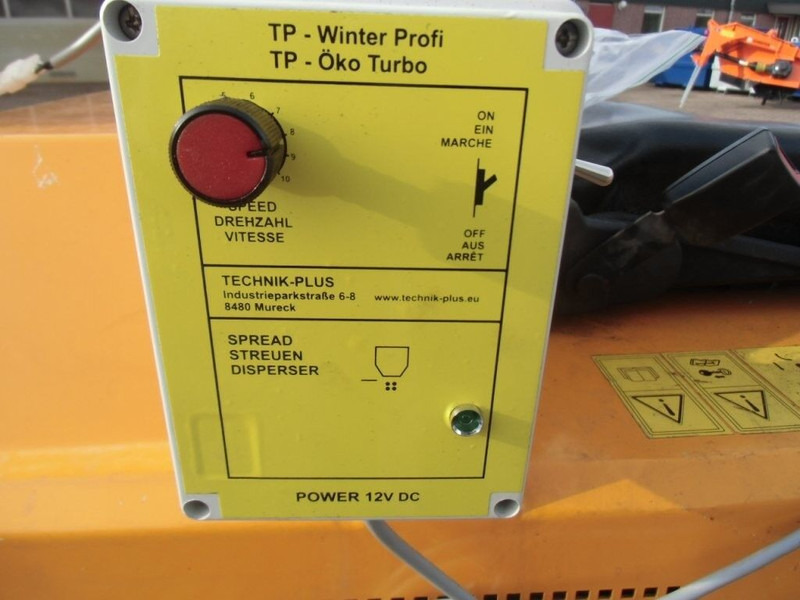 TP - Winter Profi
TP - Öko Turbo
5 6
7
8
9
10
SPEED
DREHZAHL
VITESSE
ON
EIN
MARCHE
OFF
AUS
ARRÊT
TECHNIK-PLUS
Industrieparkstraße 6-8 www.technik-plus.eu
8480 Mureck
SPREAD
STREUEN
DISPERSER
POWER 12V DC